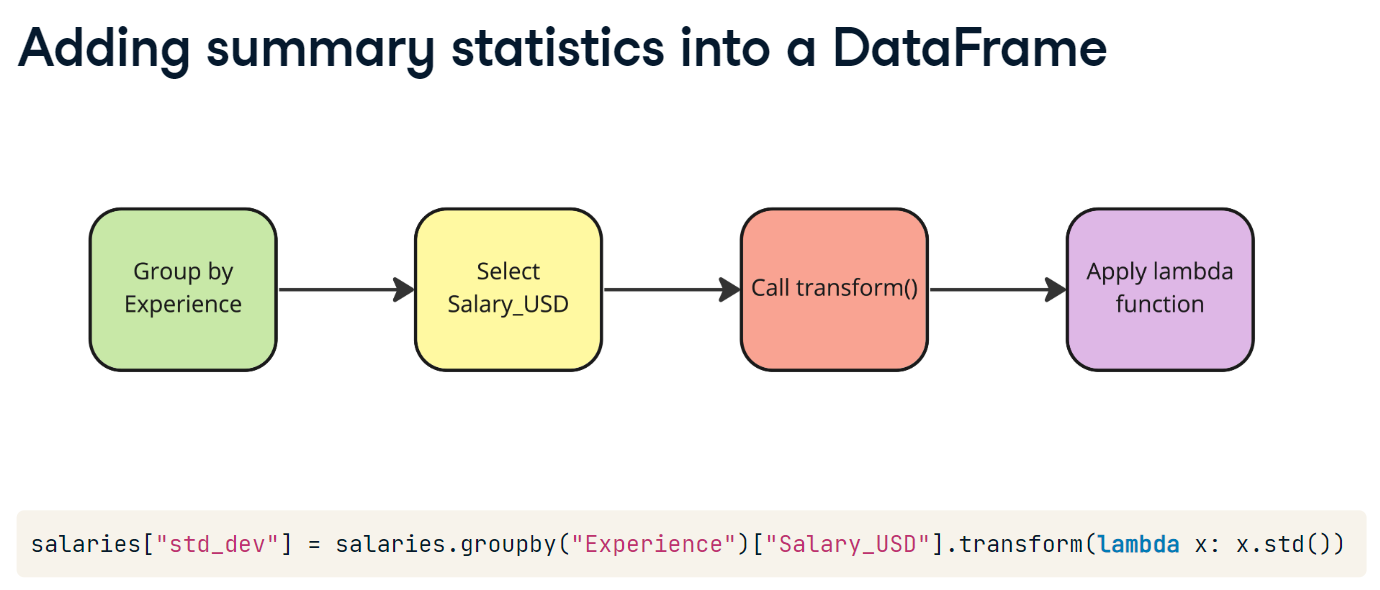 Adding summary statistics into a DataFrame
Group by
Experience
Select
Salary_USD
Call transform()
Apply lambda
function
salaries["std_dev"] = salaries.groupby("Experience")["Salary_USD"].transform(lambda x: x.std())